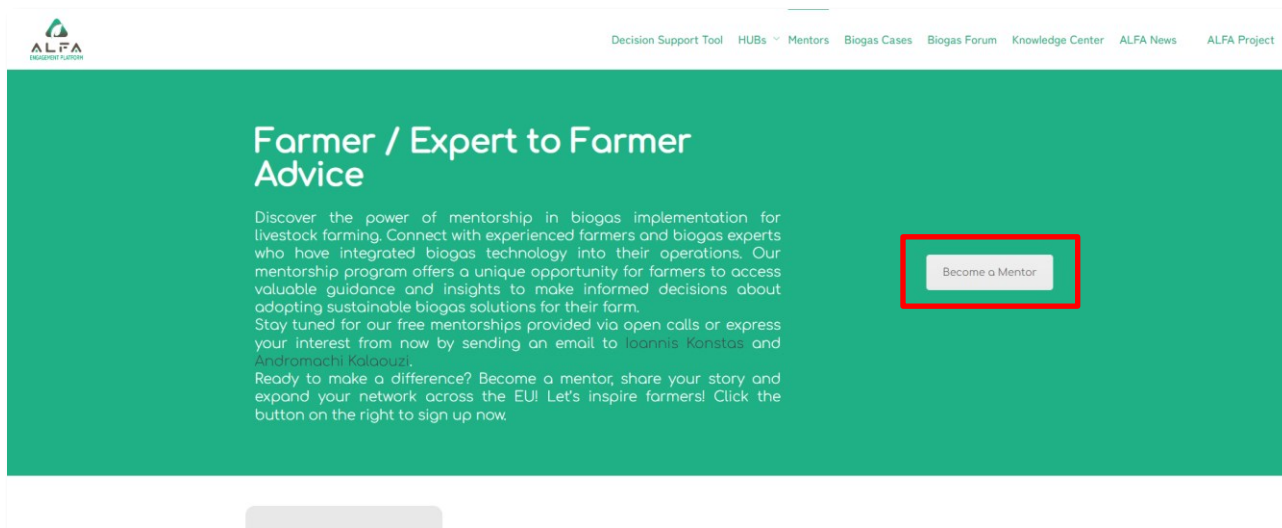 ALFA
ENGAGEMENT PLATFORM
Decision Support Tool HUBs Mentors Biogas Cases Biogas Forum Knowledge Center ALFA News ALFA Project
Farmer / Expert to Farmer
Advice
Discover the power of mentorship in biogas implementation for
livestock farming. Connect with experienced farmers and biogas experts
who have integrated biogas technology into their operations. Our
mentorship program offers a unique opportunity for farmers to access
valuable guidance and insights to make informed decisions about
adopting sustainable biogas solutions for their farm.
Stay tuned for our free mentorships provided via open calls or express
your interest from now by sending an email to Ioannis Konstas and
Andromachi Kalaouzi.
Ready to make a difference? Become a mentor, share your story and
expand your network across the EU! Let's inspire farmers! Click the
button on the right to sign up now.
Become a Mentor